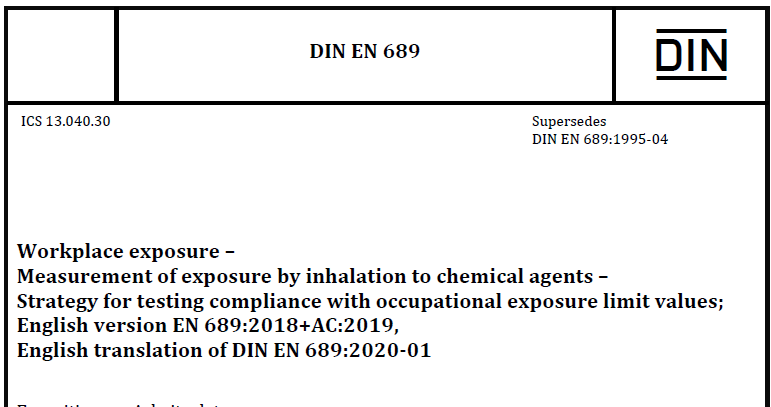 DIN EN 689
DIN
ICS 13.040.30
Supersedes
DIN EN 689:1995-04
Workplace exposure –
Measurement of exposure by inhalation to chemical agents –
Strategy for testing compliance with occupational exposure limit values;
English version EN 689:2018+AC:2019,
English translation of DIN EN 689:2020-01